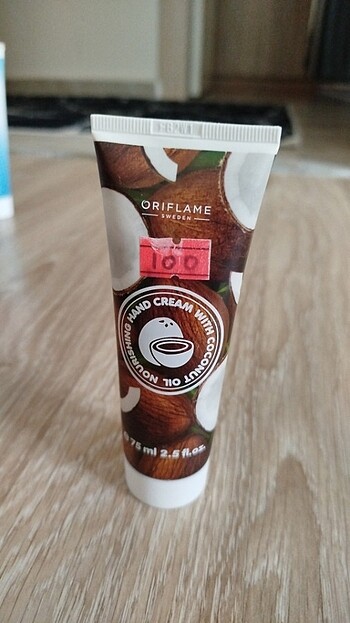 ORIFLAME
SWEDEN
100
NOURISHING HAND CREAM WITH COCONUT OIL
75 ml 2.5 fl.oz.